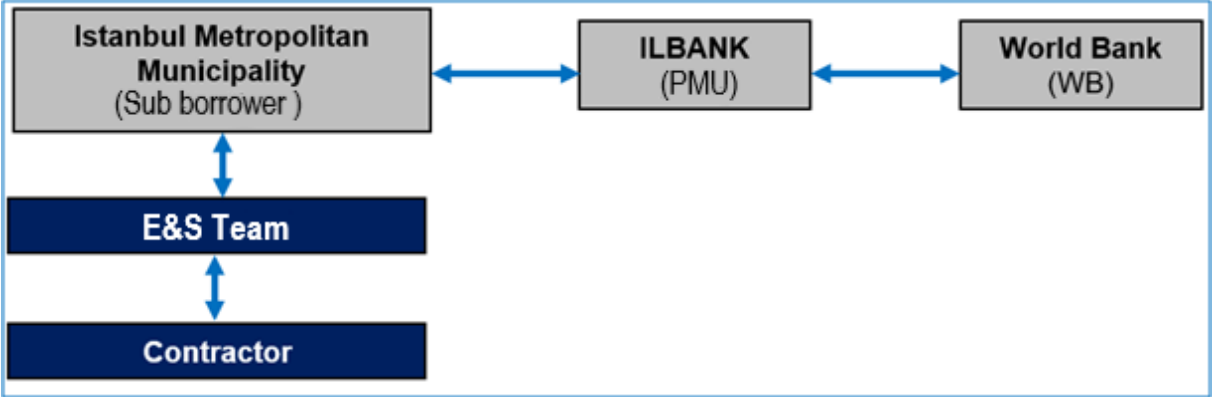 Istanbul Metropolitan
Municipality
(Sub borrower )
ILBANK
(PMU)
World Bank
(WB)
E&S Team
Contractor